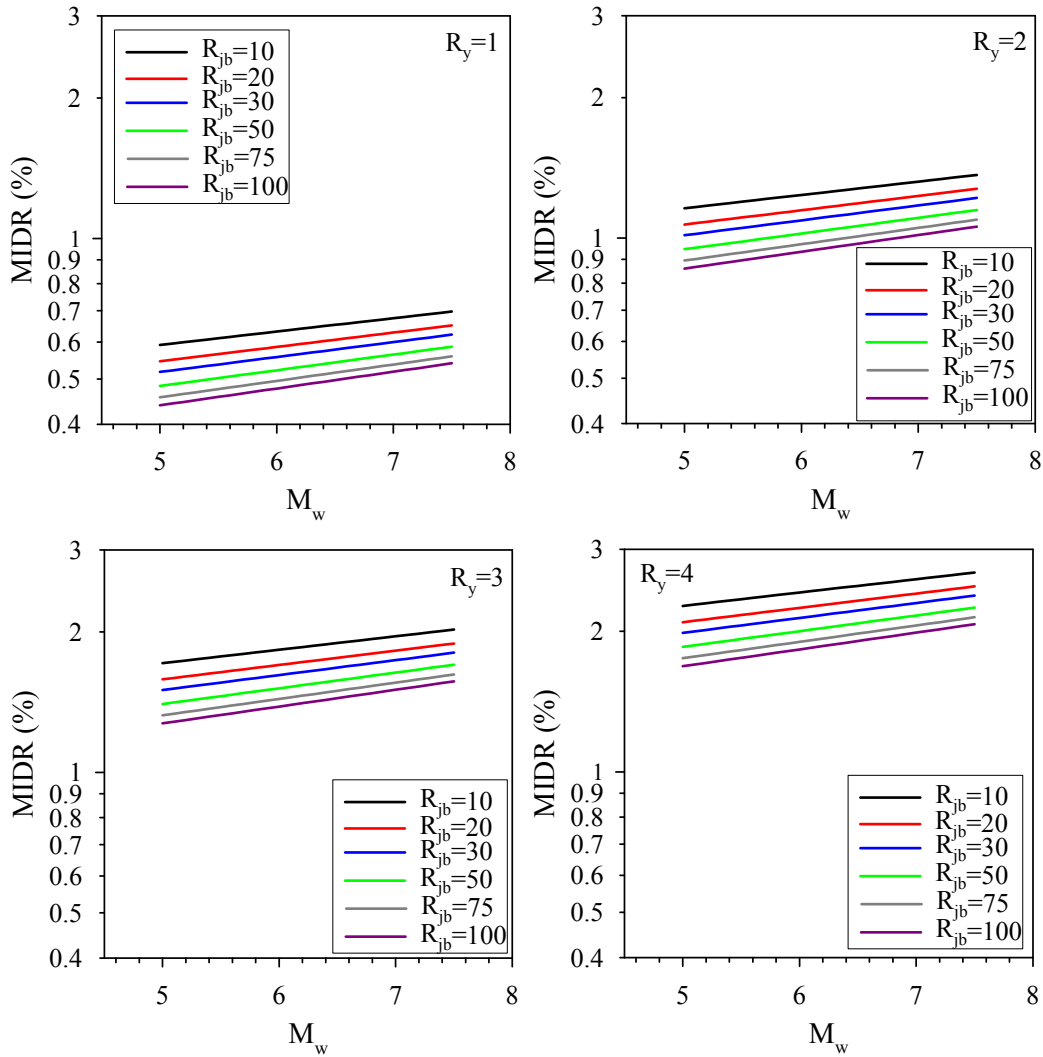 R_y=1
R_jb=10
R_jb=20
R_jb=30
R_jb=50
R_jb=75
R_jb=100
3
2
1
0.9
0.8
0.7
0.6
0.5
0.4
MIDR (%)
5 6 7 8
M_w
R_y=2
3
2
1
0.9
0.8
0.7
0.6
0.5
0.4
MIDR (%)
R_jb=10
R_jb=20
R_jb=30
R_jb=50
R_jb=75
R_jb=100
5 6 7 8
M_w
R_y=3
3
2
1
0.9
0.8
0.7
0.6
0.5
0.4
MIDR (%)
R_jb=10
R_jb=20
R_jb=30
R_jb=50
R_jb=75
R_jb=100
5 6 7 8
M_w
R_y=4
3
2
1
0.9
0.8
0.7
0.6
0.5
0.4
MIDR (%)
R_jb=10
R_jb=20
R_jb=30
R_jb=50
R_jb=75
R_jb=100
5 6 7 8
M_w